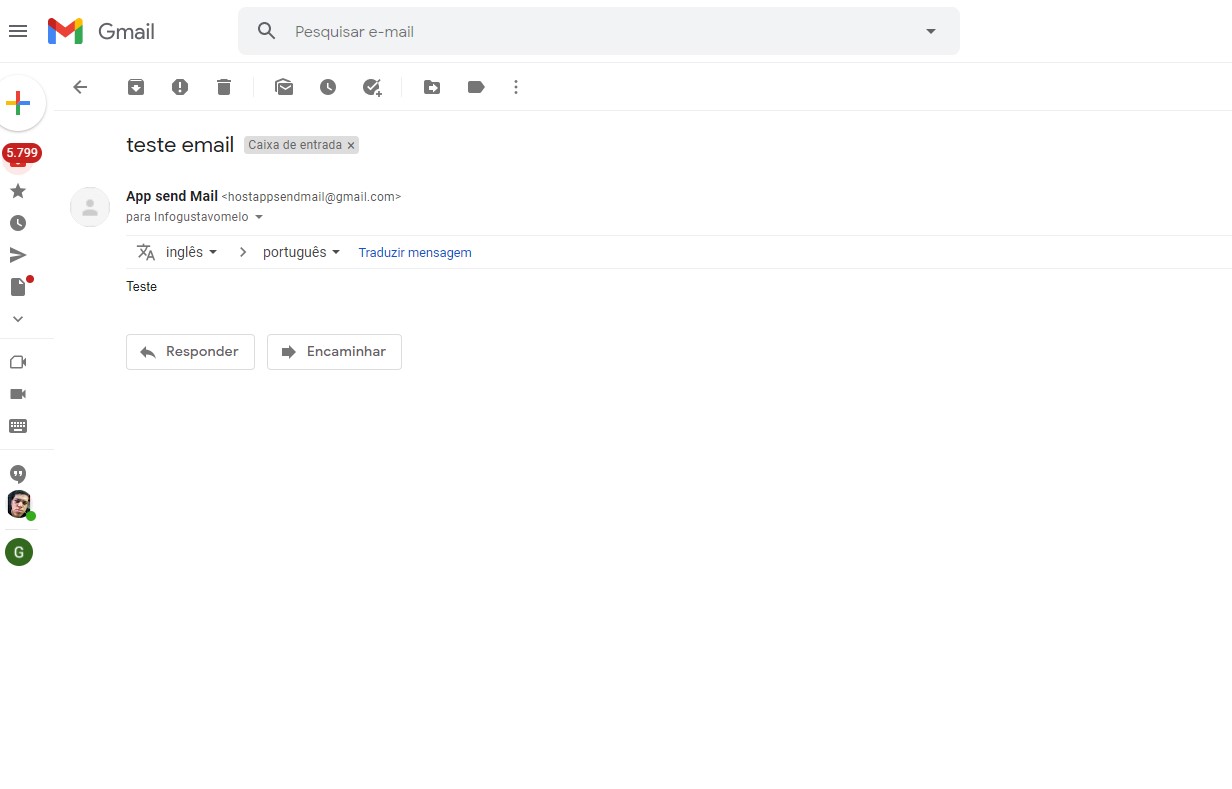 Gmail
Pesquisar e-mail
5.799
teste email Caixa de entrada ×
App send Mail <hostappsendmail@gmail.com>
para Infogustavomelo
inglês > português Traduzir mensagem
Teste
Responder Encaminhar
G